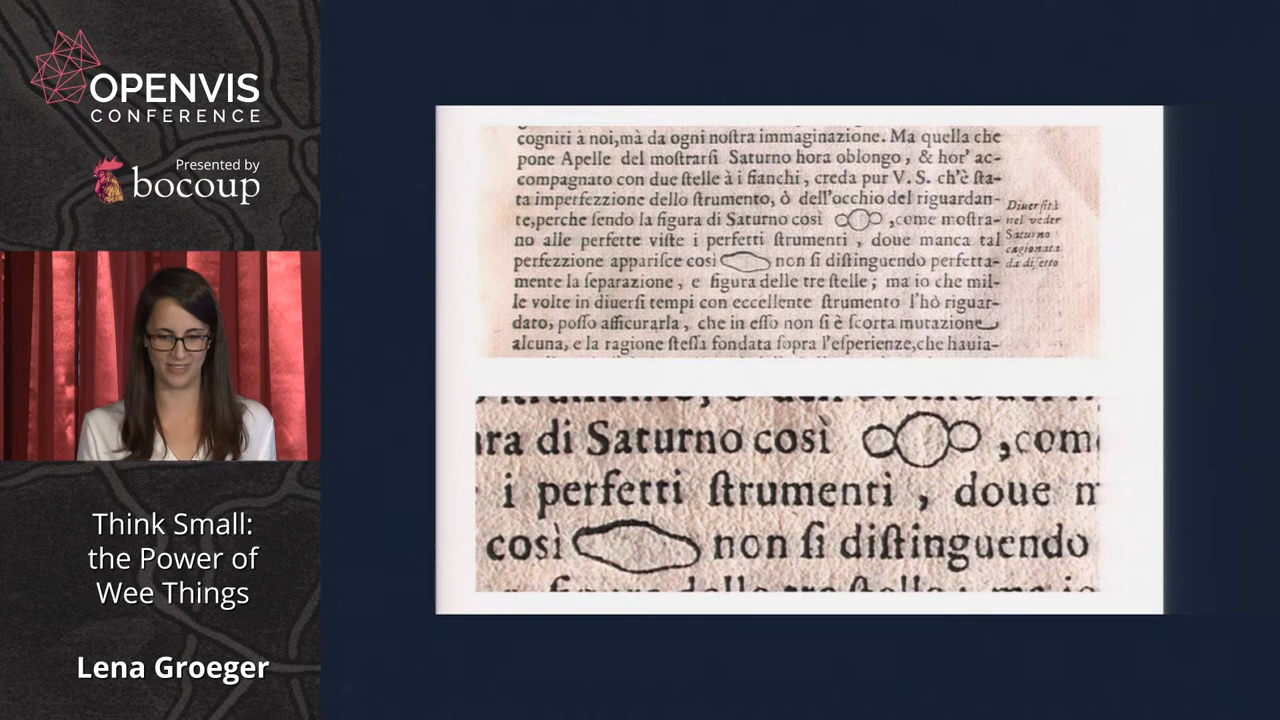 OPENVIS
CONFERENCE
Presented by
bocoup
Think Small:
the Power of
Wee Things
Lena Groeger
cogniti à noi,mà da ogni noſtra immaginazione. Ma quella che
pone Apelle del moſtrarſi Saturno hora oblongo, & hor' ac-
compagnato con due ſtelle à i fianchi, creda pur V. S. ch'è ſta-
ta imperfezzione dello ſtrumento, ò dell'occhio del riguardan-
te,perche ſendo la figura di Saturno così ,come moſtra-
no alle perfette viſte i perfetti ſtrumenti, doue manca tal
perfezzione appariſce così non ſi diſtinguendo perfetta-
mente la ſeparazione, e figura delle tre ſtelle; ma io che mil-
le volte in diuerſi tempi con eccellente ſtrumento l'hò riguar-
dato, poſſo aſſicurarla, che in eſſo non ſi è ſcorta mutazione
alcuna, e la ragione ſteſſa fondata ſopra l'eſperienze,che hauia-
Diuerſità
nel veder
Saturno
cagionata
da difetto
ra di Saturno così ,com
i perfetti ſtrumenti , doue
così non ſi diſtinguendo